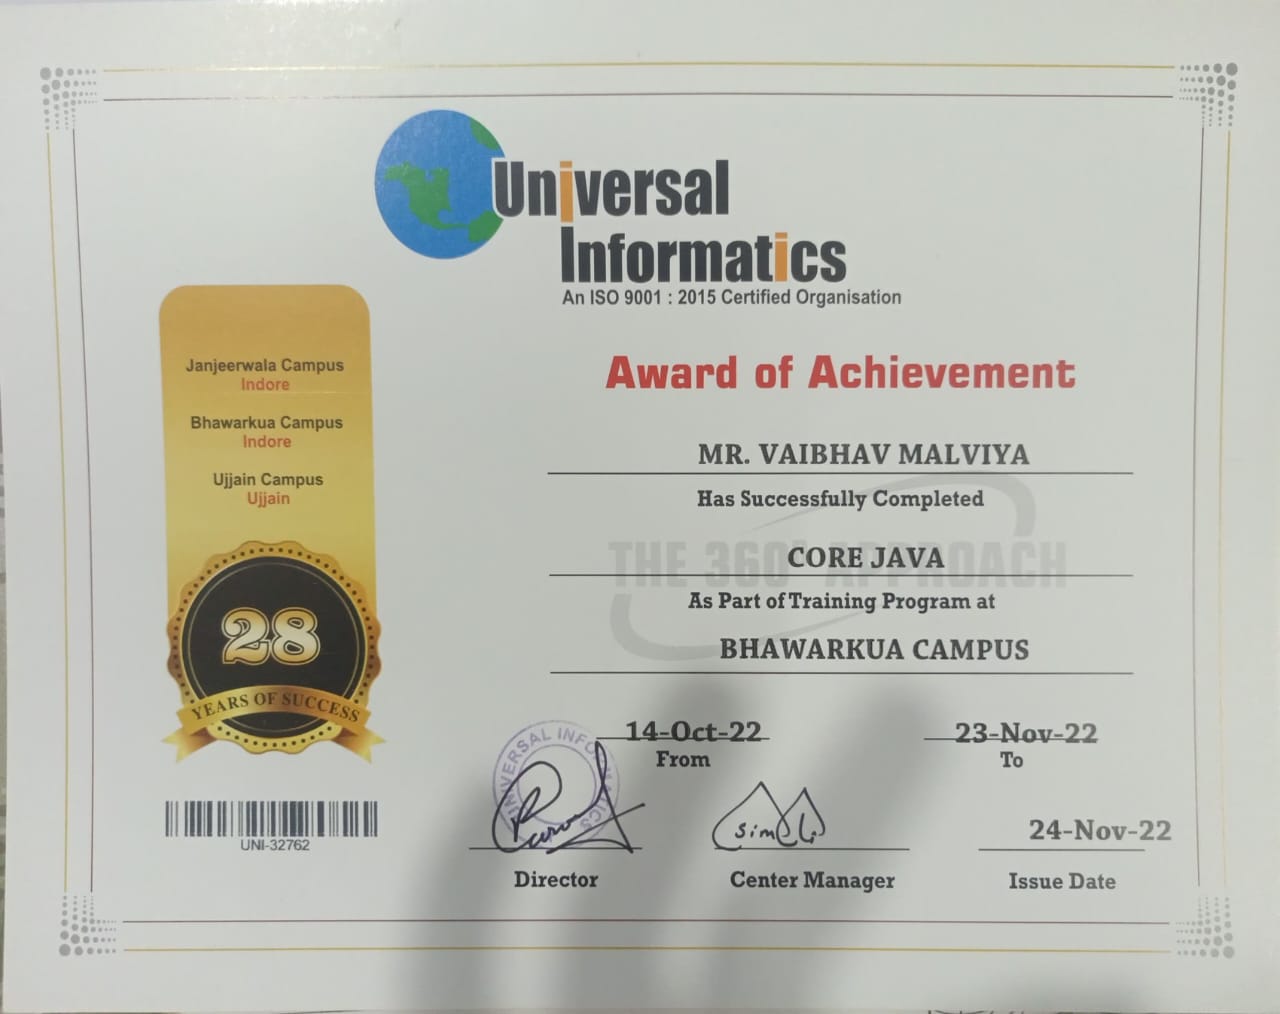 Universal
Informatics
An ISO 9001 : 2015 Certified Organisation
Janjeerwala Campus
Indore
Bhawarkua Campus
Indore
Ujjain Campus
Ujjain
28
YEARS OF SUCCESS
UNI-32762
Award of Achievement
MR. VAIBHAV MALVIYA
Has Successfully Completed
THE 360° APPROACH
CORE JAVA
As Part of Training Program at
BHAWARKUA CAMPUS
14-Oct-22
From
23-Nov-22
To
UNIVERSAL INFORMATICS
Director
Center Manager
24-Nov-22
Issue Date